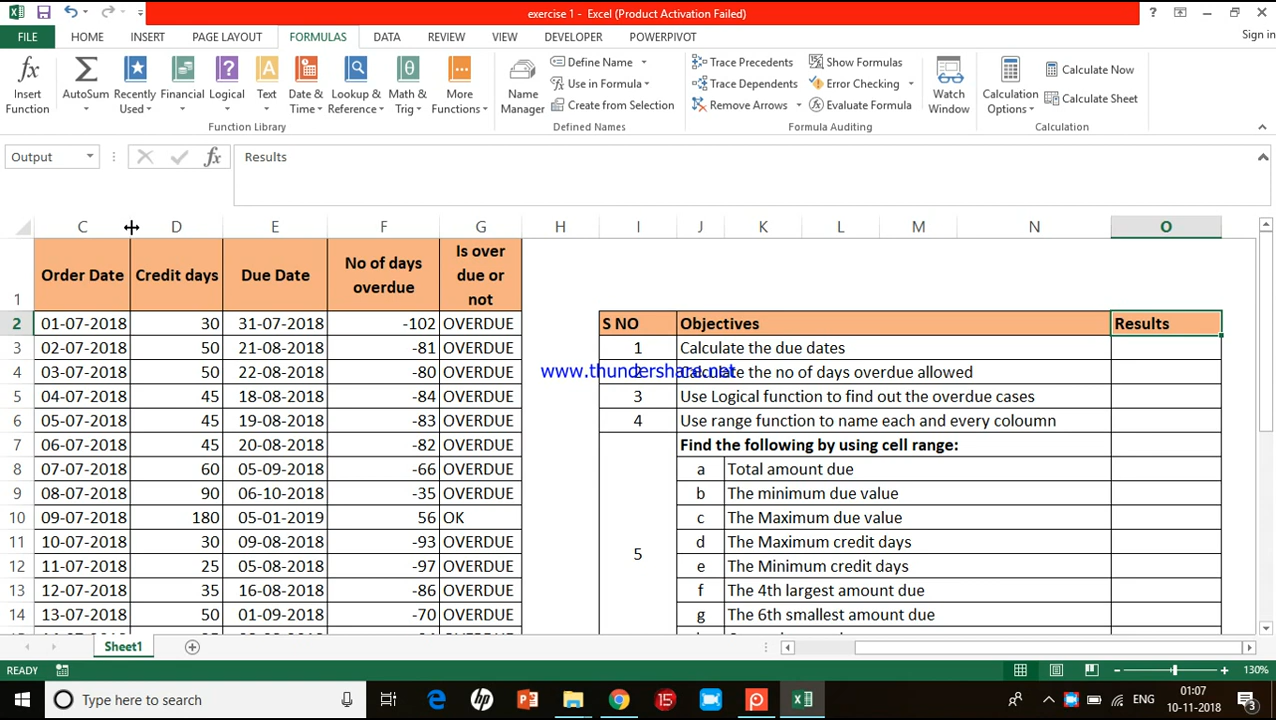 exercise 1 - Excel (Product Activation Failed)
?
FILE HOME INSERT PAGE LAYOUT FORMULAS DATA REVIEW VIEW DEVELOPER POWERPIVOT Sign in
Insert Function
AutoSum
Recently Used
Financial
Logical
Text
Date & Time
Lookup & Reference
Math & Trig
More Functions
Function Library
Name Manager
Define Name
Use in Formula
Create from Selection
Defined Names
Trace Precedents
Trace Dependents
Remove Arrows
Show Formulas
Error Checking
Evaluate Formula
Formula Auditing
Watch Window
Calculation Options
Calculate Now
Calculate Sheet
Calculation
Output fx Results
C D E F G H I J K L M N O
1 Order Date Credit days Due Date No of days overdue Is over due or not
2 01-07-2018 30 31-07-2018 -102 OVERDUE S NO Objectives Results
3 02-07-2018 50 21-08-2018 -81 OVERDUE 1 Calculate the due dates
4 03-07-2018 50 22-08-2018 -80 OVERDUE 2 Calculate the no of days overdue allowed
www.thundershare.net
5 04-07-2018 45 18-08-2018 -84 OVERDUE 3 Use Logical function to find out the overdue cases
6 05-07-2018 45 19-08-2018 -83 OVERDUE 4 Use range function to name each and every coloumn
7 06-07-2018 45 20-08-2018 -82 OVERDUE Find the following by using cell range:
8 07-07-2018 60 05-09-2018 -66 OVERDUE a Total amount due
9 08-07-2018 90 06-10-2018 -35 OVERDUE b The minimum due value
10 09-07-2018 180 05-01-2019 56 OK c The Maximum due value
11 10-07-2018 30 09-08-2018 -93 OVERDUE 5 d The Maximum credit days
12 11-07-2018 25 05-08-2018 -97 OVERDUE e The Minimum credit days
13 12-07-2018 35 16-08-2018 -86 OVERDUE f The 4th largest amount due
14 13-07-2018 50 01-09-2018 -70 OVERDUE g The 6th smallest amount due
Sheet1
READY 130%
Type here to search 15 ENG 01:07
10-11-2018 3